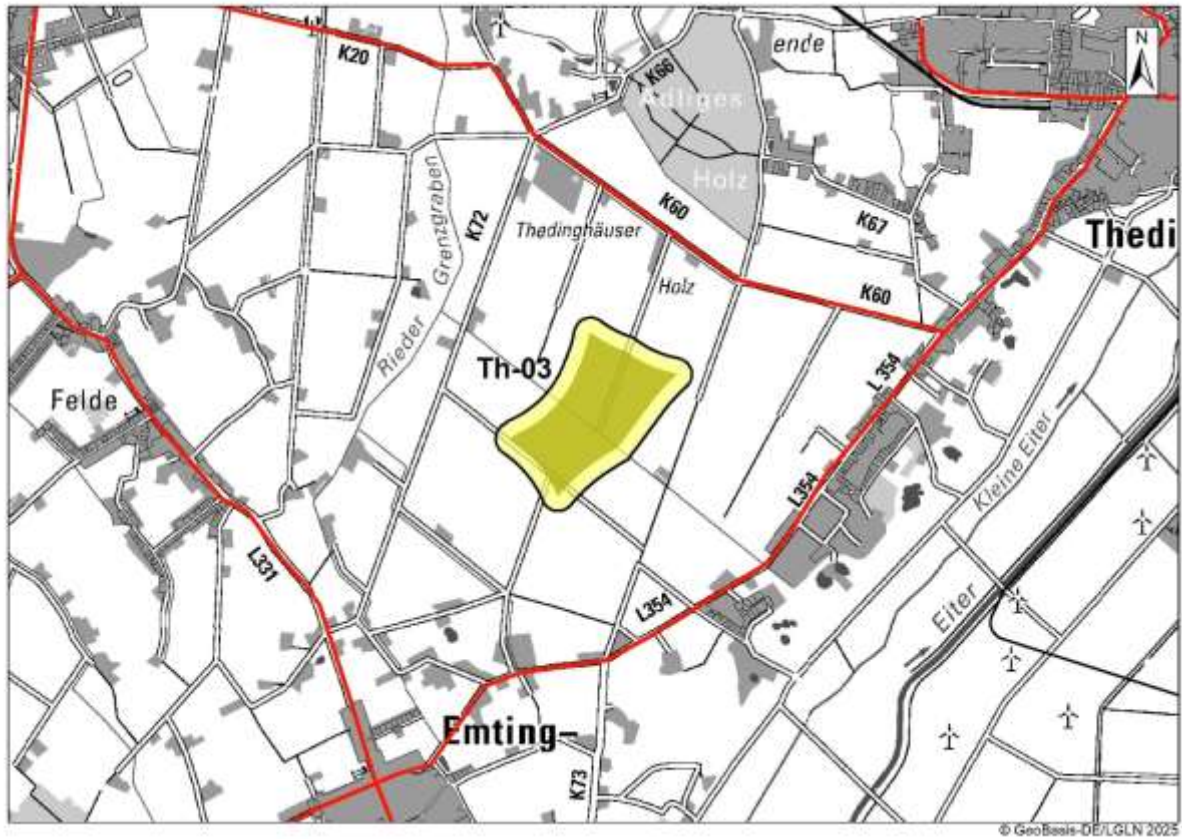 K20
K66
ende
N
Adliges
Holz
Grenzgraben
K72
K60
K67
Thedinghäuser
Thedi
Holz
K60
Rieder
Th-03
L 354
Felde
Kleine Eiter
L354
L331
L354
Eiter
Emting-
K73
© GeoBasis-DE/LGLN 2025